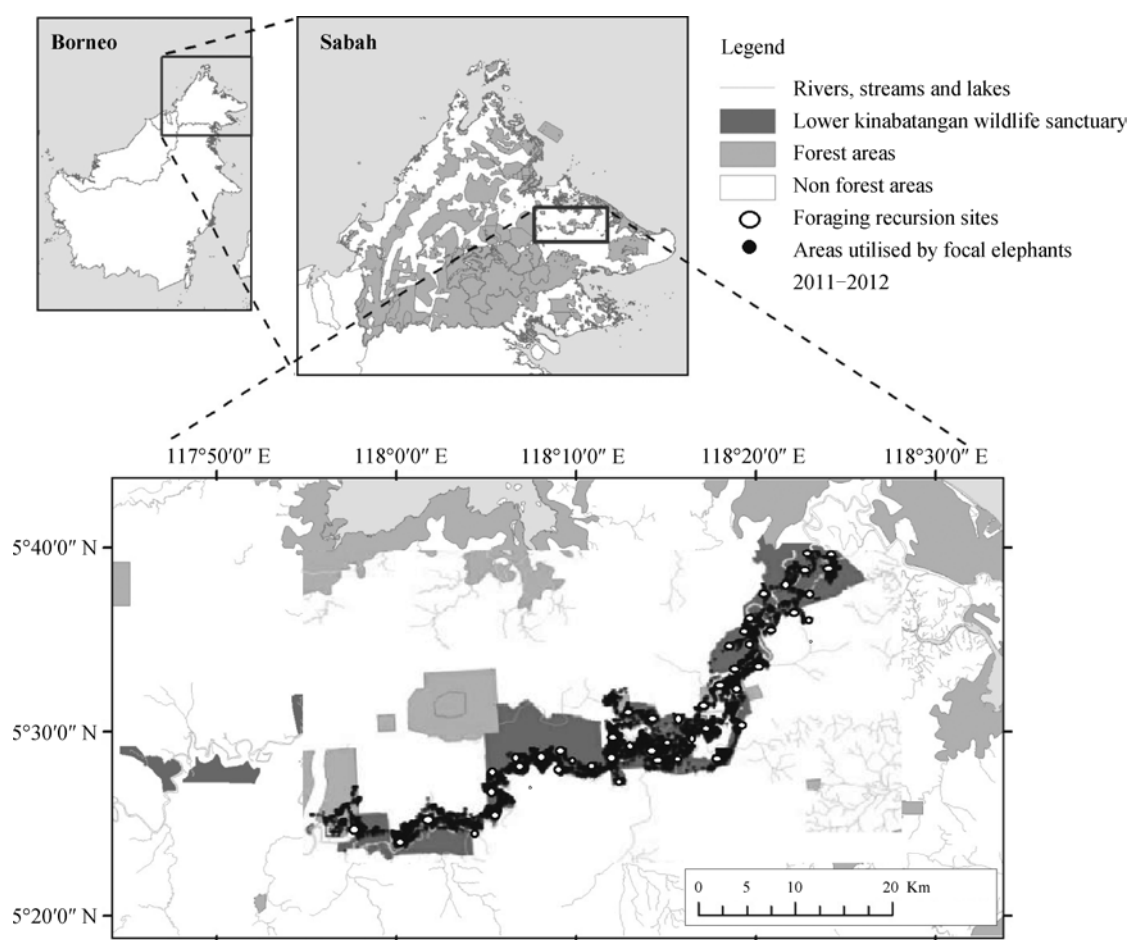 Borneo
Sabah
Legend
Rivers, streams and lakes
Lower kinabatangan wildlife sanctuary
Forest areas
Non forest areas
Foraging recursion sites
Areas utilised by focal elephants
2011−2012
117°50′0″ E 118°0′0″ E 118°10′0″ E 118°20′0″ E 118°30′0″ E
5°40′0″ N
5°30′0″ N
5°20′0″ N
0 5 10 20 Km